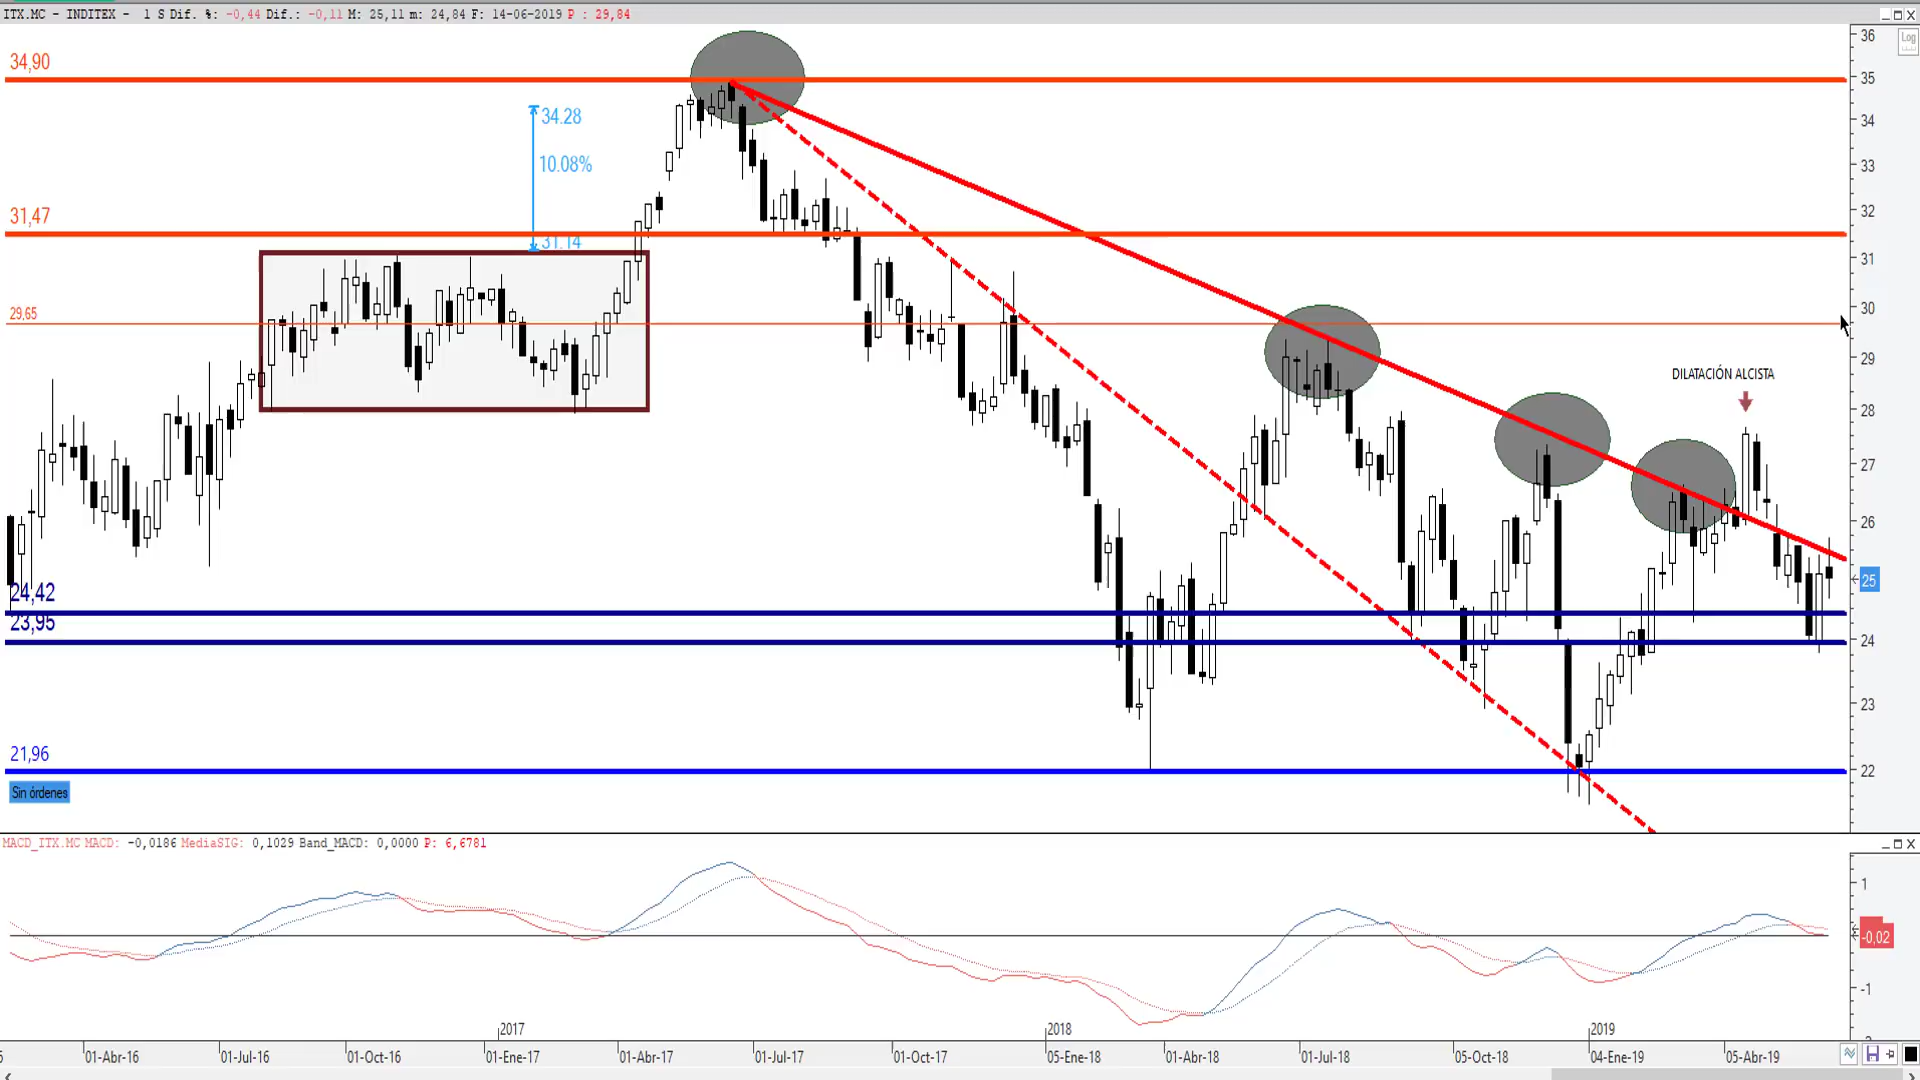 ITX.MC - INDITEX - 1 S Dif. %: -0,44 Dif.: -0,11 M: 25,11 m: 24,84 F: 14-06-2019 P : 29,84
Log
36
34,90
35
34.28
34
10.08%
33
31,47
32
31.14
31
29,65
30
29
DILATACIÓN ALCISTA
28
27
26
25
24,42
23,95
24
23
21,96
22
Sin órdenes
MACD_ITX.MC MACD: -0,0186 MediaSIG: 0,1029 Band_MACD: 0,0000 P: 6,6781
1
-0,02
-1
2017
2018
2019
01-Abr-16
01-Jul-16
01-Oct-16
01-Ene-17
01-Abr-17
01-Jul-17
01-Oct-17
05-Ene-18
01-Abr-18
01-Jul-18
05-Oct-18
04-Ene-19
05-Abr-19